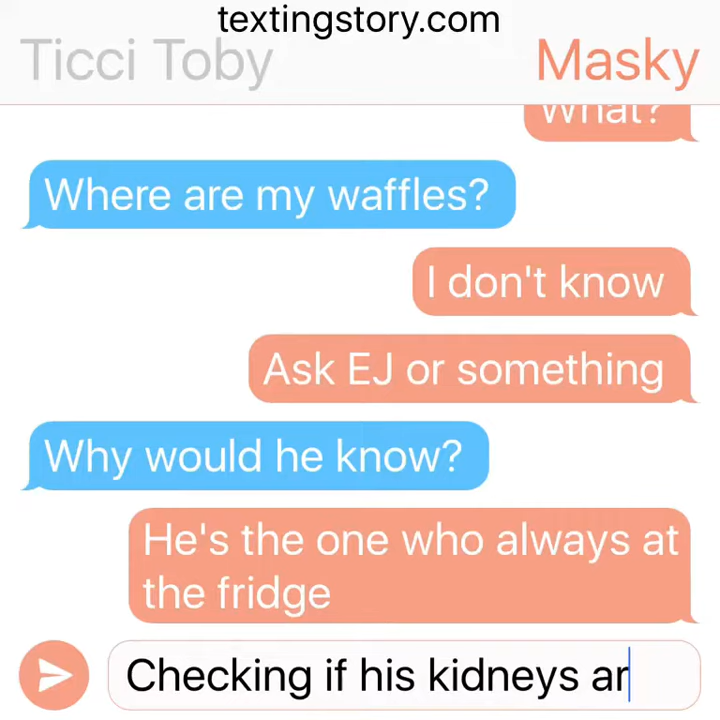 textingstory.com
Ticci Toby
Masky
What?
Where are my waffles?
I don't know
Ask EJ or something
Why would he know?
He's the one who always at
the fridge
Checking if his kidneys ar